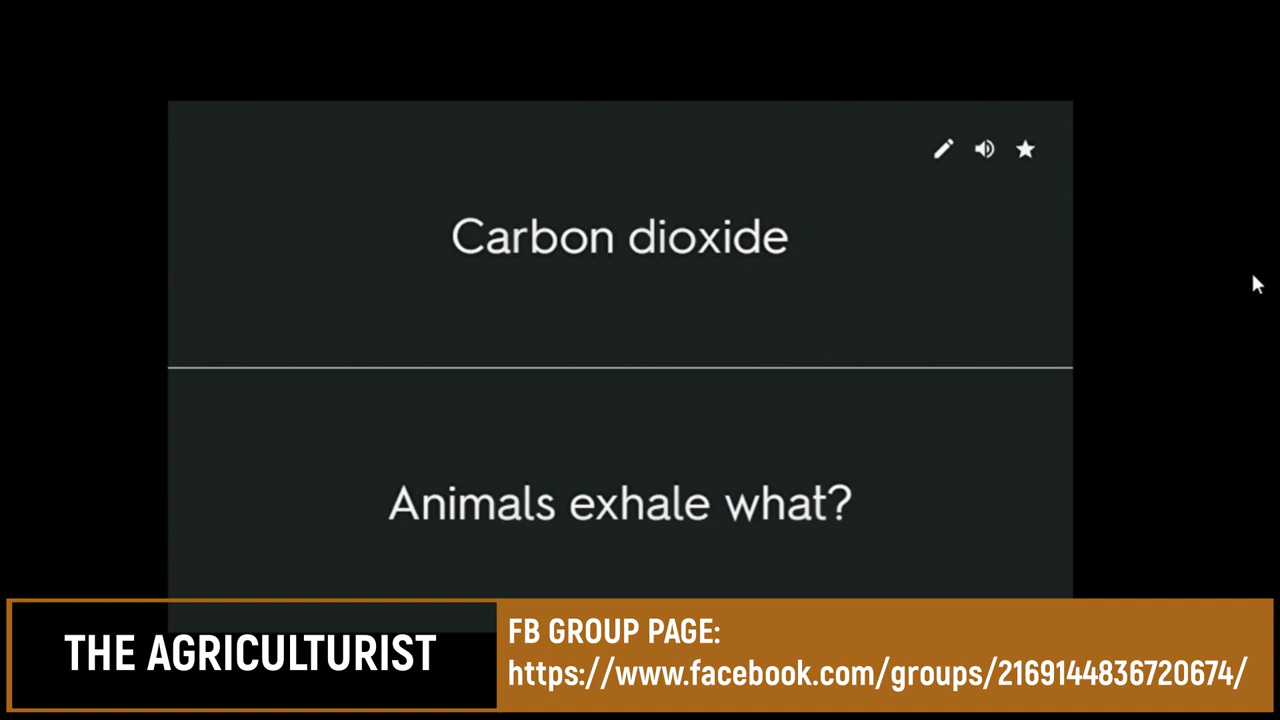 Carbon dioxide
Animals exhale what?
THE AGRICULTURIST
FB GROUP PAGE:
https://www.facebook.com/groups/2169144836720674/